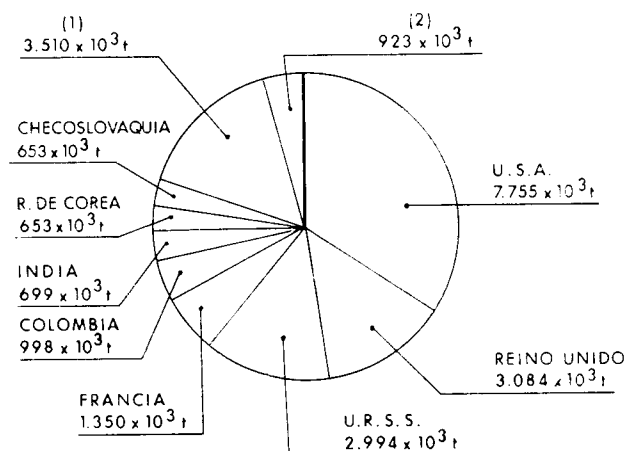 (1)
3.510 x 10³ t
(2)
923 x 10³ t
CHECOSLOVAQUIA
653 x 10³ t
R. DE COREA
653 x 10³ t
INDIA
699 x 10³ t
COLOMBIA
998 x 10³ t
FRANCIA
1.350 x 10³ t
U.R.S.S.
2.994 x 10³ t
REINO UNIDO
3.084 x 10³ t
U.S.A.
7.755 x 10³ t